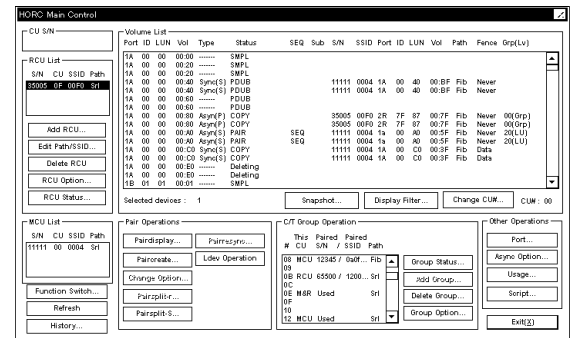 HORC Main Control
CU S/N
RCU List
S/N CU SSID Path
35005 0F 00F0 Srl
Add RCU...
Edit Path/SSID...
Delete RCU
RCU Option...
RCU Status...
Volume List
Port ID LUN Vol Type Status SEQ Sub S/N SSID Port ID LUN Vol Path Fence Grp(Lv)
1A 00 00 00:00 ------- SMPL
1A 00 00 00:20 ------- SMPL
1A 00 00 00:20 ------- SMPL
1A 00 00 00:40 Sync(S) PDUB 11111 0004 1A 00 40 00:BF Fib Never
1A 00 00 00:40 ------- PDUB
1A 00 00 00:60 ------- PDUB
1A 00 00 00:60 ------- PDUB
1A 00 00 00:80 Asyn(P) COPY 35005 00F0 2R 7F 87 00:7F Fib Never 00(Grp)
1A 00 00 00:80 Asyn(P) COPY 35005 00F0 2R 7F 87 00:7F Fib Never 00(Grp)
1A 00 00 00:A0 Asyn(S) PAIR SEQ 11111 0004 1a 00 A0 00:5F Fib Never 20(LU)
1A 00 00 00:A0 Asyn(S) PAIR SEQ 11111 0004 1a 00 A0 00:5F Fib Never 20(LU)
1A 00 00 00:C0 Sync(S) COPY 11111 0004 1A 00 C0 00:3F Fib Data
1A 00 00 00:C0 Sync(S) COPY 11111 0004 1A 00 C0 00:3F Fib Data
1A 00 00 00:E0 ------- Deleting
1A 00 00 00:E0 ------- Deleting
1B 01 01 00:01 ------- SMPL
Selected devices : 1
Snapshot...
Display Filter...
Change CU#...
CU# : 00
MCU List
S/N CU SSID Path
11111 00 0004 Srl
Function Switch...
Refresh
History...
Pair Operations
Pairdisplay...
Pairresync...
Paircreate...
Ldev Operation
Change Option...
Pairsplit-r...
Pairsplit-S...
C/T Group Operation
This Paired Paired
# CU S/N / SSID Path
08 MCU 12345 / 0a0f... Fib
09
0B RCU 65500 / 1200... Srl
0C
0E M&R Used Srl
0F
10
12 MCU Used Srl
Group Status...
Add Group...
Delete Group...
Group Option...
Other Operations
Port...
Async Option...
Usage...
Script...
Exit(X)